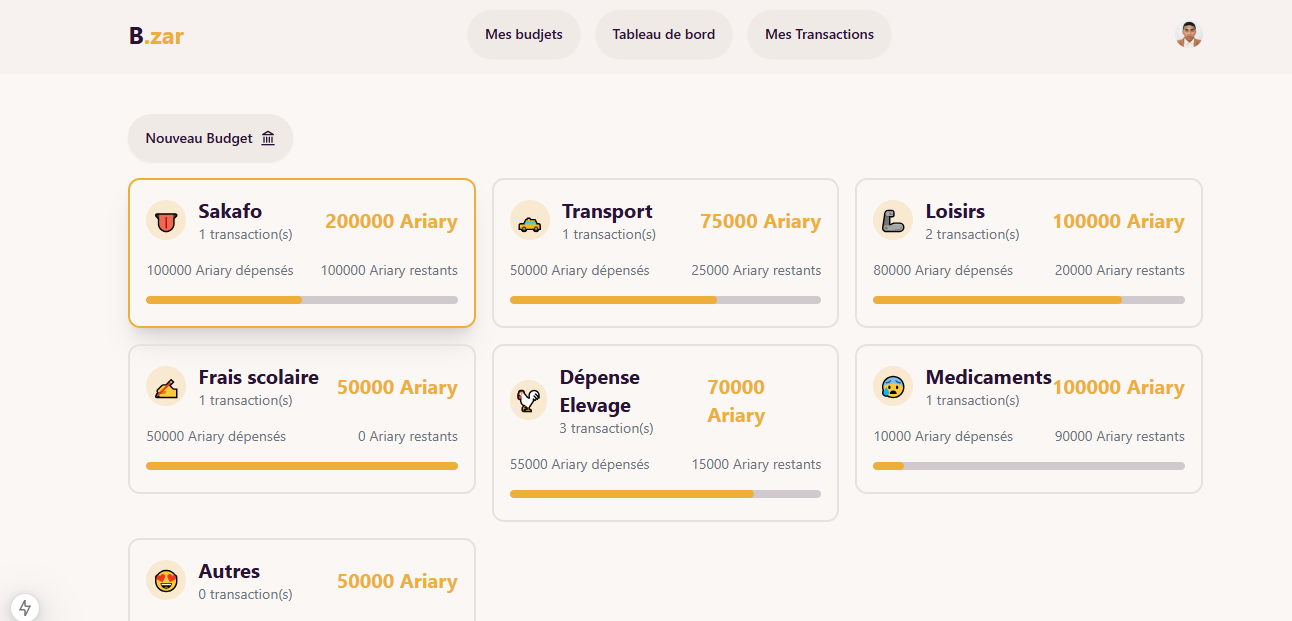 B.zar
Mes budjets
Tableau de bord
Mes Transactions
Nouveau Budget
Sakafo
1 transaction(s)
200000 Ariary
100000 Ariary dépensés
100000 Ariary restants
Transport
1 transaction(s)
75000 Ariary
50000 Ariary dépensés
25000 Ariary restants
Loisirs
2 transaction(s)
100000 Ariary
80000 Ariary dépensés
20000 Ariary restants
Frais scolaire
1 transaction(s)
50000 Ariary
50000 Ariary dépensés
0 Ariary restants
Dépense
Elevage
3 transaction(s)
70000
Ariary
55000 Ariary dépensés
15000 Ariary restants
Medicaments
1 transaction(s)
100000 Ariary
10000 Ariary dépensés
90000 Ariary restants
Autres
0 transaction(s)
50000 Ariary